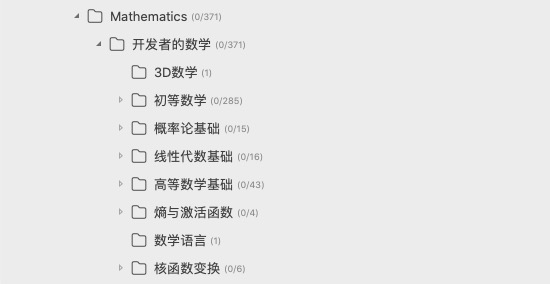 Mathematics (0/371)
开发者的数学 (0/371)
3D数学 (1)
初等数学 (0/285)
概率论基础 (0/15)
线性代数基础 (0/16)
高等数学基础 (0/43)
熵与激活函数 (0/4)
数学语言 (1)
核函数变换 (0/6)